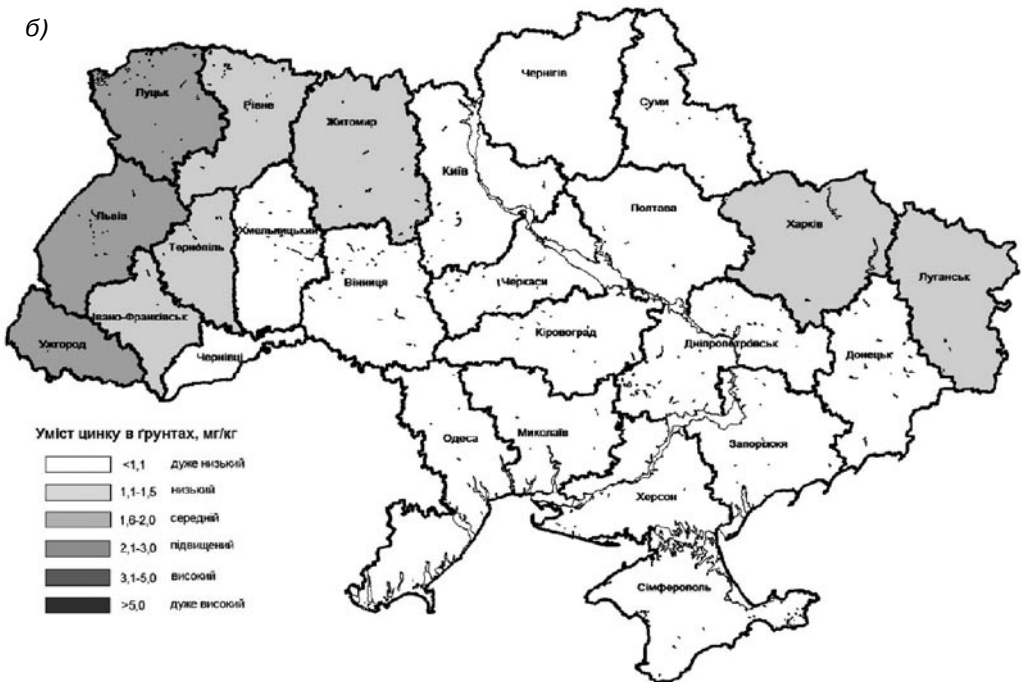 б)
Чернігів
Суми
Луцьк
Рівне
Житомир
Київ
Львів
Тернопіль
Хмельницький
Полтава
Харків
Луганськ
Вінниця
Черкаси
Івано-Франківськ
Ужгород
Чернівці
Кіровоград
Дніпропетровськ
Донецьк
Одеса
Миколаїв
Запоріжжя
Херсон
Сімферополь
Уміст цинку в ґрунтах, мг/кг
<1,1 дуже низький
1,1-1,5 низький
1,6-2,0 середній
2,1-3,0 підвищений
3,1-5,0 високий
>5,0 дуже високий